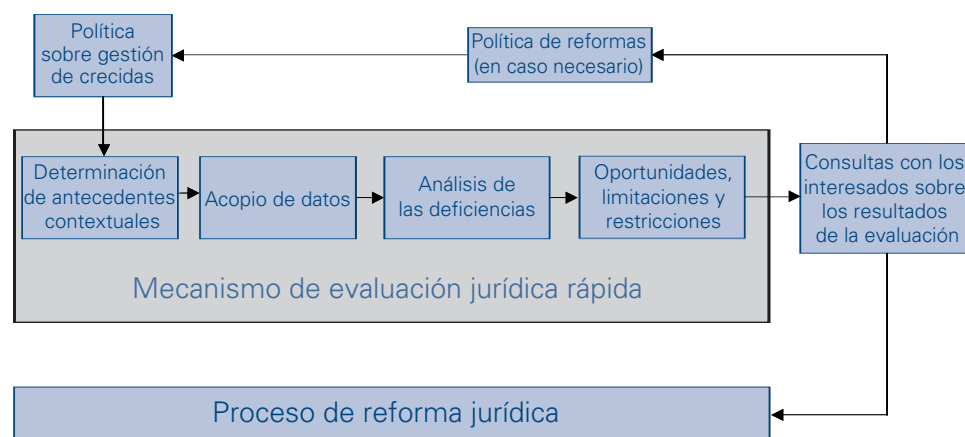 Política
sobre gestión
de crecidas
Política de reformas
(en caso necesario)
Determinación
de antecedentes
contextuales
Acopio de datos
Análisis de
las deficiencias
Oportunidades,
limitaciones y
restricciones
Consultas con los
interesados sobre
los resultados
de la evaluación
Mecanismo de evaluación jurídica rápida
Proceso de reforma jurídica